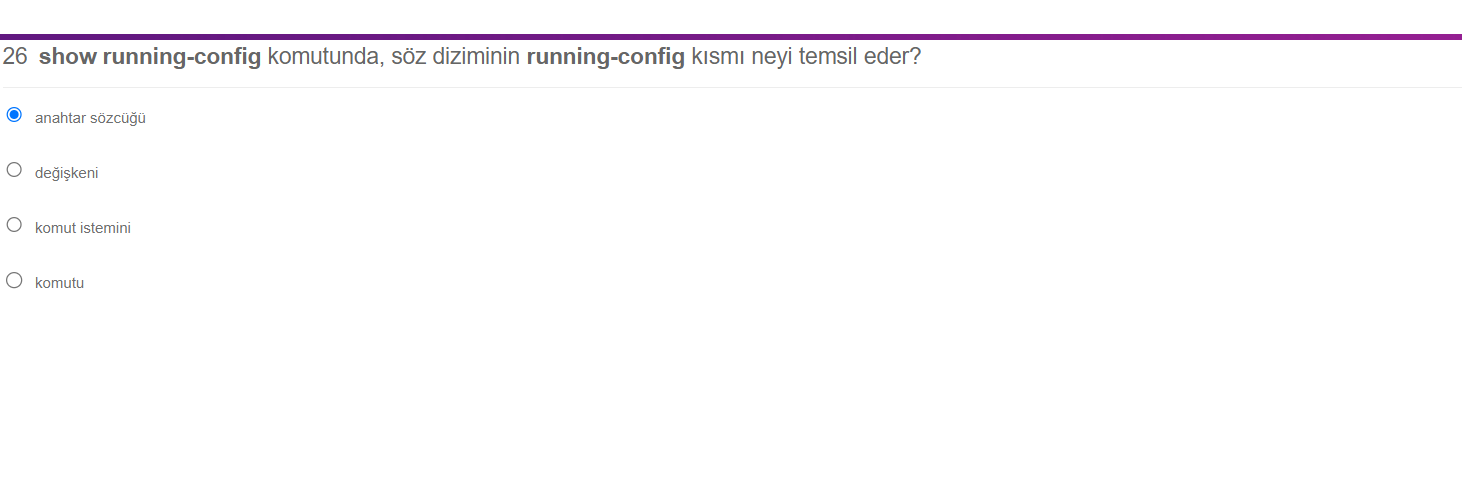 26 show running-config komutunda, söz diziminin running-config kısmı neyi temsil eder?
anahtar sözcüğü
değişkeni
komut istemini
komutu